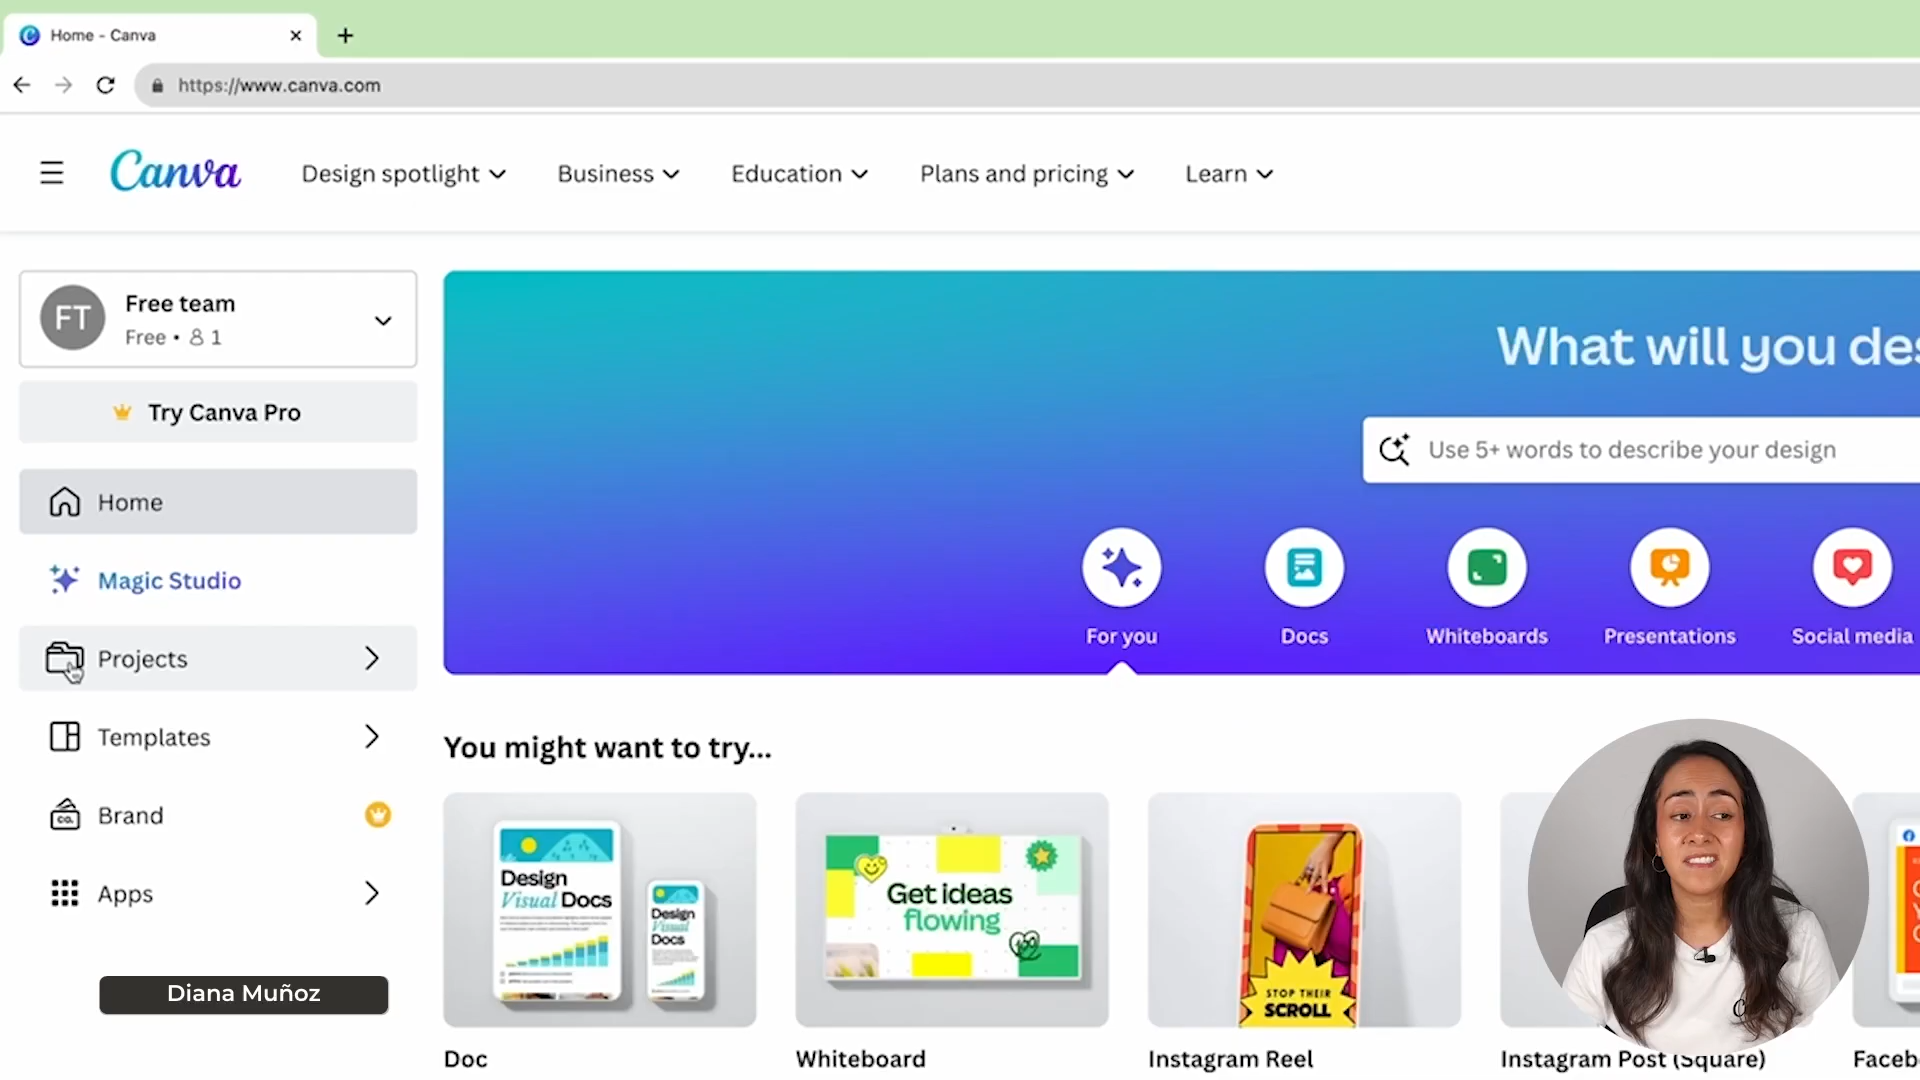 Home - Canva
https://www.canva.com
Canva
Design spotlight
Business
Education
Plans and pricing
Learn
FT
Free team
Free • 1
Try Canva Pro
Home
Magic Studio
Projects
Templates
CO.
Brand
Apps
What will you des
Use 5+ words to describe your design
For you
Docs
Whiteboards
Presentations
Social media
You might want to try...
Design
Visual Docs
Design
Visual
Docs
Get ideas
flowing
100
STOP THEIR
SCROLL
Doc
Whiteboard
Instagram Reel
Instagram Post (Square)
Faceb
Diana Muñoz